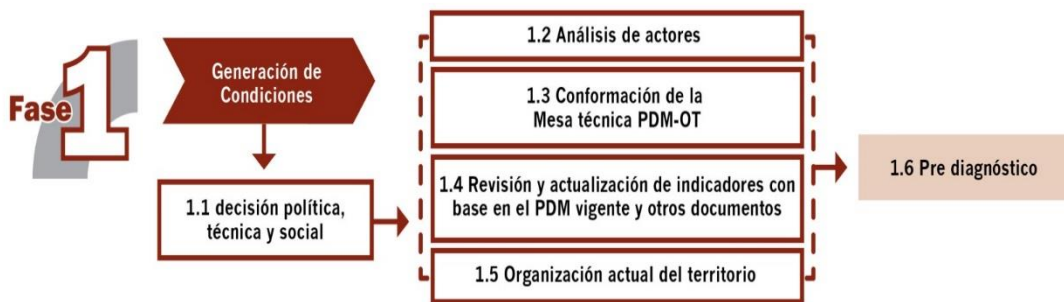 Fase 1
Generación de
Condiciones
1.1 decisión política,
técnica y social
1.2 Análisis de actores
1.3 Conformación de la
Mesa técnica PDM-OT
1.4 Revisión y actualización de indicadores con
base en el PDM vigente y otros documentos
1.5 Organización actual del territorio
1.6 Pre diagnóstico